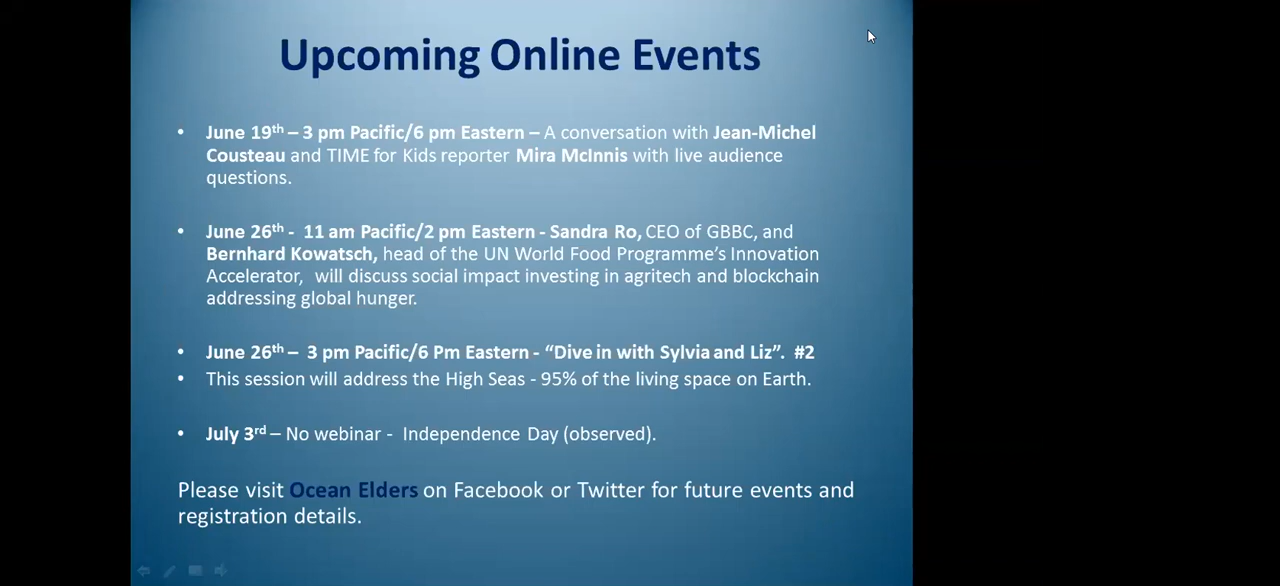 Upcoming Online Events
• June 19th – 3 pm Pacific/6 pm Eastern – A conversation with Jean-Michel
Cousteau and TIME for Kids reporter Mira McInnis with live audience
questions.
• June 26th - 11 am Pacific/2 pm Eastern - Sandra Ro, CEO of GBBC, and
Bernhard Kowatsch, head of the UN World Food Programme’s Innovation
Accelerator, will discuss social impact investing in agritech and blockchain
addressing global hunger.
• June 26th – 3 pm Pacific/6 Pm Eastern - “Dive in with Sylvia and Liz”. #2
• This session will address the High Seas - 95% of the living space on Earth.
• July 3rd – No webinar - Independence Day (observed).
Please visit Ocean Elders on Facebook or Twitter for future events and
registration details.